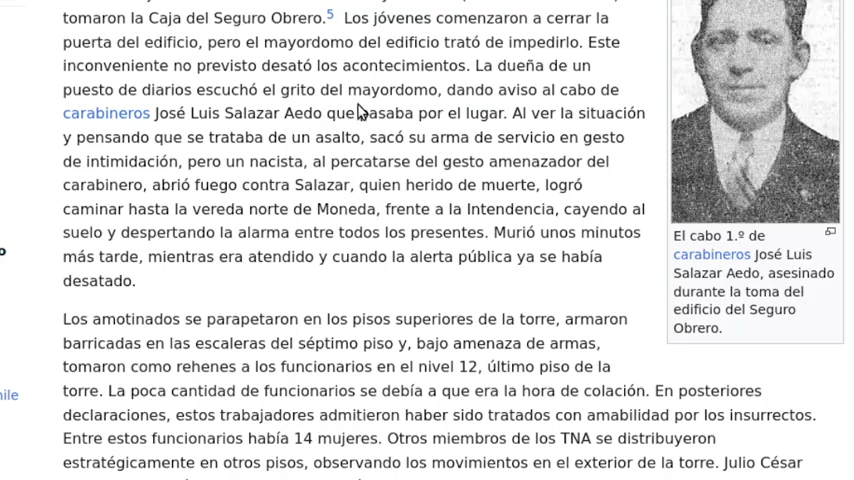 tomaron la Caja del Seguro Obrero.5 Los jóvenes comenzaron a cerrar la
puerta del edificio, pero el mayordomo del edificio trató de impedirlo. Este
inconveniente no previsto desató los acontecimientos. La dueña de un
puesto de diarios escuchó el grito del mayordomo, dando aviso al cabo de
carabineros José Luis Salazar Aedo que pasaba por el lugar. Al ver la situación
y pensando que se trataba de un asalto, sacó su arma de servicio en gesto
de intimidación, pero un nacista, al percatarse del gesto amenazador del
carabinero, abrió fuego contra Salazar, quien herido de muerte, logró
caminar hasta la vereda norte de Moneda, frente a la Intendencia, cayendo al
suelo y despertando la alarma entre todos los presentes. Murió unos minutos
más tarde, mientras era atendido y cuando la alerta pública ya se había
desatado.
Los amotinados se parapetaron en los pisos superiores de la torre, armaron
barricadas en las escaleras del séptimo piso y, bajo amenaza de armas,
tomaron como rehenes a los funcionarios en el nivel 12, último piso de la
torre. La poca cantidad de funcionarios se debía a que era la hora de colación. En posteriores
declaraciones, estos trabajadores admitieron haber sido tratados con amabilidad por los insurrectos.
Entre estos funcionarios había 14 mujeres. Otros miembros de los TNA se distribuyeron
estratégicamente en otros pisos, observando los movimientos en el exterior de la torre. Julio César
El cabo 1.º de
carabineros José Luis
Salazar Aedo, asesinado
durante la toma del
edificio del Seguro
Obrero.